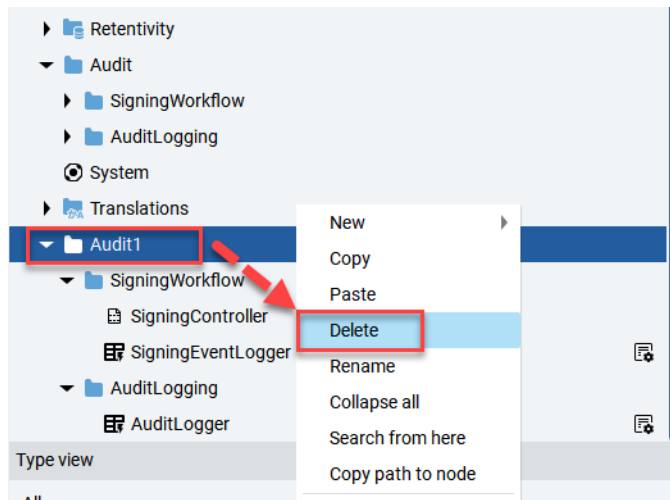 Retentivity
Audit
SigningWorkflow
AuditLogging
System
Translations
Audit1
SigningWorkflow
SigningController
SigningEventLogger
AuditLogging
AuditLogger
New
Copy
Paste
Delete
Rename
Collapse all
Search from here
Copy path to node
Type view